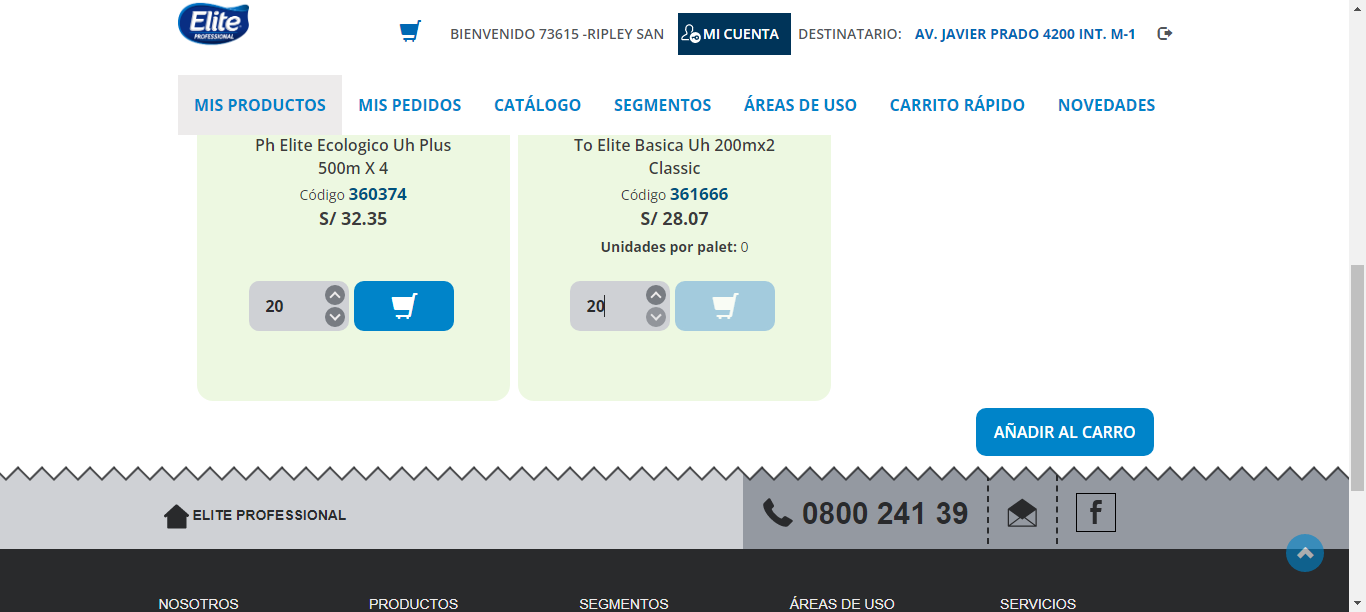 Elite
PROFESSIONAL
BIENVENIDO 73615 -RIPLEY SAN
MI CUENTA
DESTINATARIO: AV. JAVIER PRADO 4200 INT. M-1
MIS PRODUCTOS
MIS PEDIDOS
CATÁLOGO
SEGMENTOS
ÁREAS DE USO
CARRITO RÁPIDO
NOVEDADES
Ph Elite Ecologico Uh Plus
500m X 4
Código 360374
S/ 32.35
20
To Elite Basica Uh 200mx2
Classic
Código 361666
S/ 28.07
Unidades por palet: 0
20
AÑADIR AL CARRO
ELITE PROFESSIONAL
0800 241 39
f
NOSOTROS
PRODUCTOS
SEGMENTOS
ÁREAS DE USO
SERVICIOS